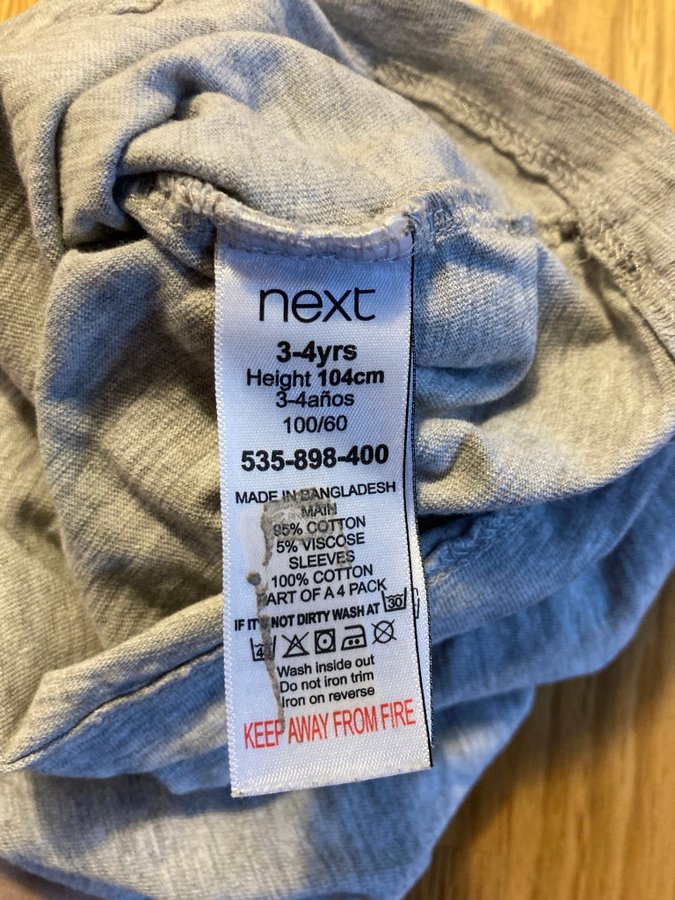 next
3-4yrs
Height 104cm
3-4años
100/60
535-898-400
MADE IN BANGLADESH
MAIN
95% COTTON
5% VISCOSE
SLEEVES
100% COTTON
PART OF A 4 PACK
IF IT'S NOT DIRTY WASH AT 30
Wash inside out
Do not iron trim
Iron on reverse
KEEP AWAY FROM FIRE